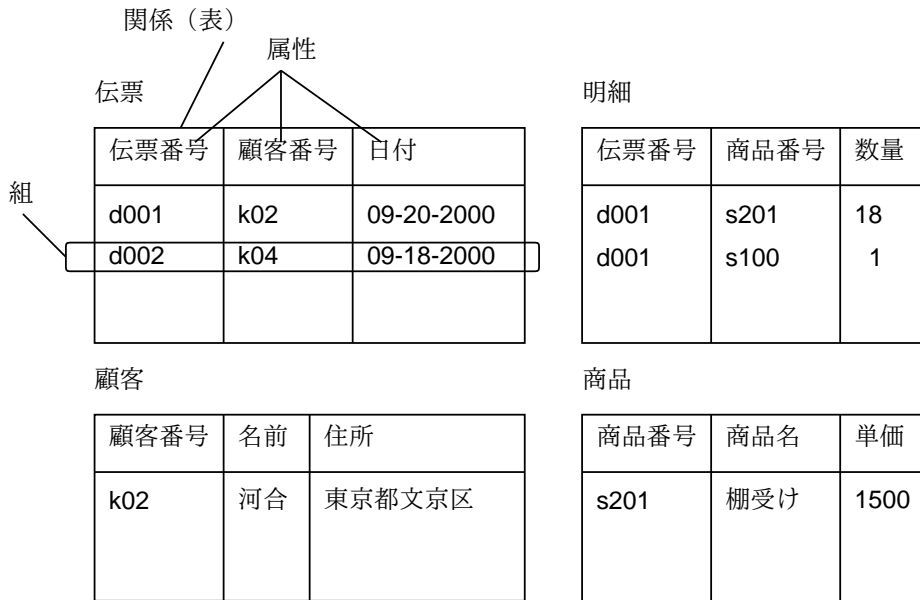 関係（表）
属性
伝票
伝票番号 顧客番号 日付
d001 k02 09-20-2000
d002 k04 09-18-2000
組
明細
伝票番号 商品番号 数量
d001 s201 18
d001 s100 1
顧客
顧客番号 名前 住所
k02 河合 東京都文京区
商品
商品番号 商品名 単価
s201 棚受け 1500